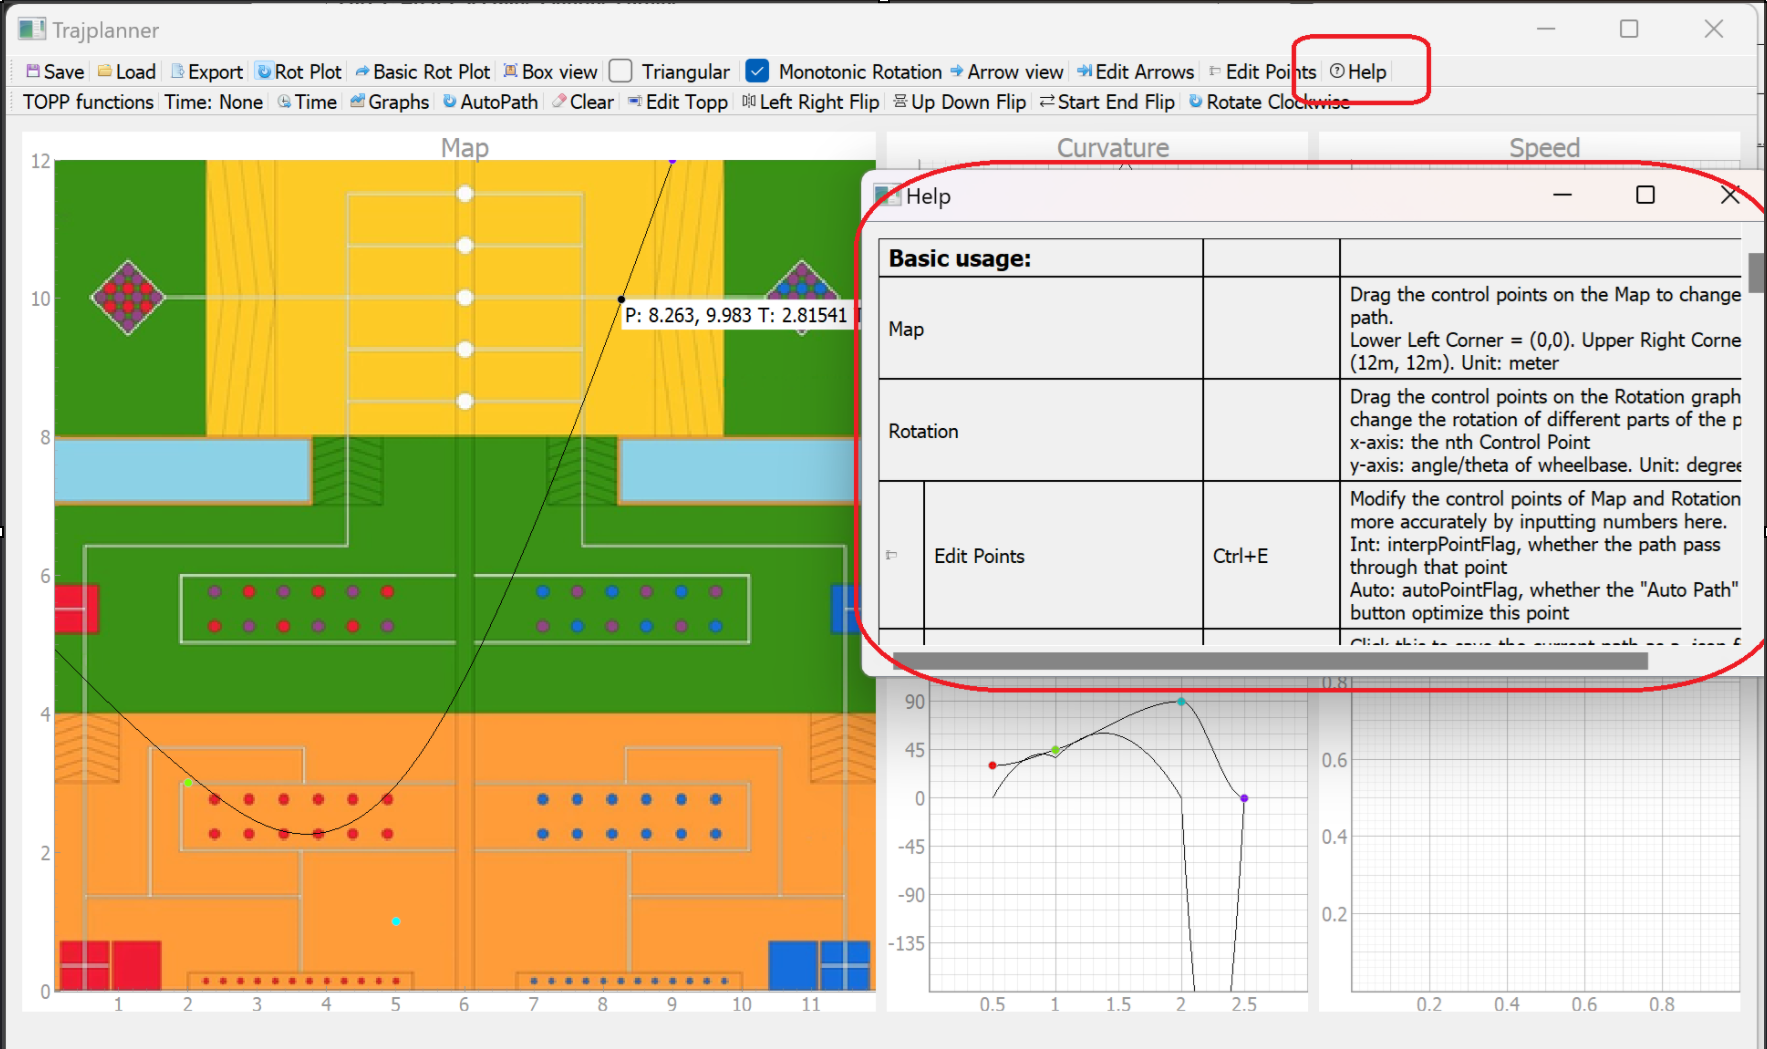 Trajplanner
Save Load Export Rot Plot Basic Rot Plot Box view Triangular Monotonic Rotation Arrow view Edit Arrows Edit Points Help
TOPP functions Time: None Time Graphs AutoPath Clear Edit Topp Left Right Flip Up Down Flip Start End Flip Rotate Clockwise
Map
12
10
8
6
4
2
0
1 2 3 4 5 6 7 8 9 10 11
P: 8.263, 9.983 T: 2.81541
Curvature
Speed
Help
Basic usage:
Map
Drag the control points on the Map to change
path.
Lower Left Corner = (0,0). Upper Right Corne
(12m, 12m). Unit: meter
Rotation
Drag the control points on the Rotation graph
change the rotation of different parts of the p
x-axis: the nth Control Point
y-axis: angle/theta of wheelbase. Unit: degree
Edit Points
Ctrl+E
Modify the control points of Map and Rotation
more accurately by inputting numbers here.
Int: interpPointFlag, whether the path pass
through that point
Auto: autoPointFlag, whether the "Auto Path"
button optimize this point
90
45
0
-45
-90
-135
0.5 1 1.5 2 2.5
0.8
0.6
0.4
0.2
0.2 0.4 0.6 0.8